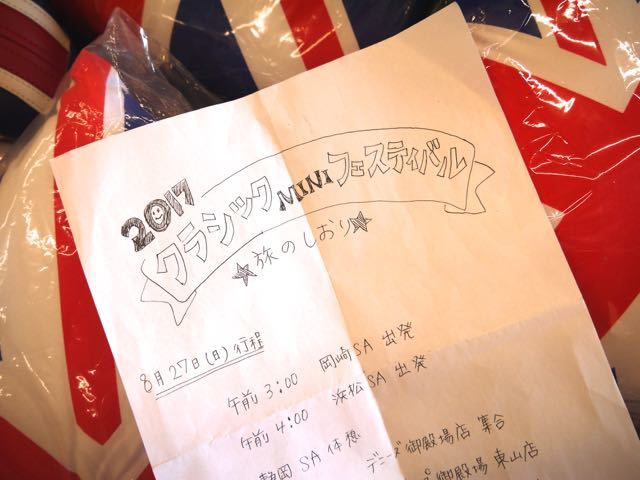 2017
クラシックMINIフェスティバル
☆旅のしおり☆
8月27日(日)行程
午前3:00 岡崎SA 出発
午前4:00 浜松SA 出発
静岡SA 休憩
デニーズ御殿場店 集合
御殿場東山店